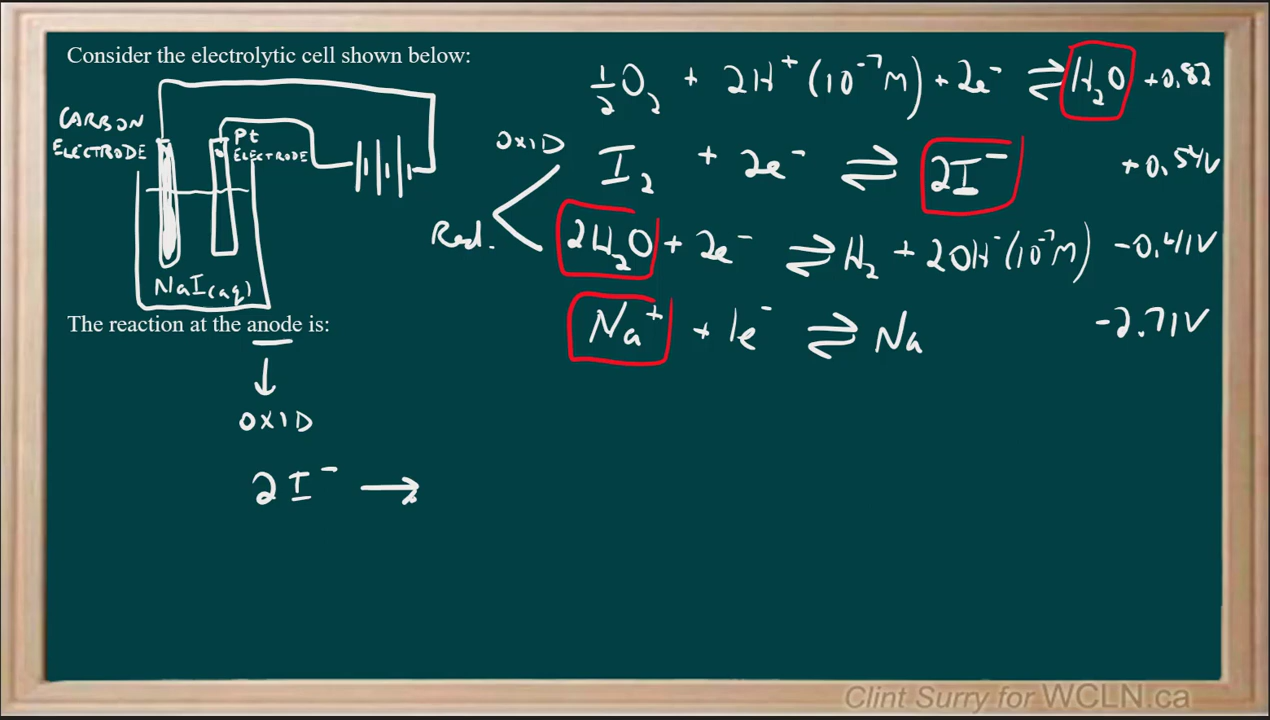 Consider the electrolytic cell shown below:
CARBON
ELECTRODE
Pt
ELECTRODE
NaI(aq)
The reaction at the anode is:
↓
OXID
2I⁻ →
½O₂ + 2H⁺(10⁻⁷M) + 2e⁻ ⇌ H₂O +0.82
OXID
I₂ + 2e⁻ ⇌ 2I⁻ +0.54V
Red.
2H₂O + 2e⁻ ⇌ H₂ + 2OH⁻(10⁻⁷M) -0.41V
Na⁺ + 1e⁻ ⇌ Na -2.71V
Clint Surry for WCLN.ca